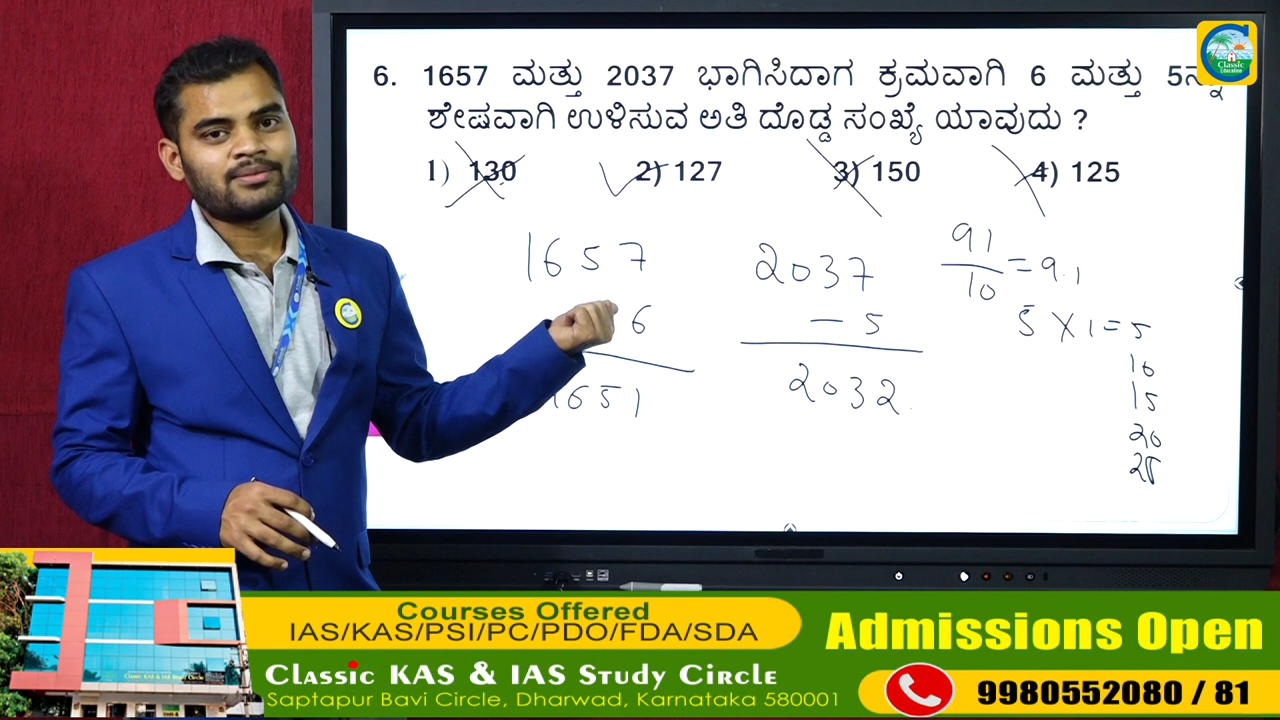 6. 1657 ಮತ್ತು 2037 ಭಾಗಿಸಿದಾಗ ಕ್ರಮವಾಗಿ 6 ಮತ್ತು 5ನ್ನು
ಶೇಷವಾಗಿ ಉಳಿಸುವ ಅತಿ ದೊಡ್ಡ ಸಂಖ್ಯೆ ಯಾವುದು ?
1) 130 2) 127 3) 150 4) 125
1657
6
1651
2037
- 5
2032
91
10 = 9.1
5 X 1 = 5
10
15
20
25
Classic
Education
Courses Offered
IAS/KAS/PSI/PC/PDO/FDA/SDA
Classic KAS & IAS Study Circle
Saptapur Bavi Circle, Dharwad, Karnataka 580001
Admissions Open
9980552080 / 81